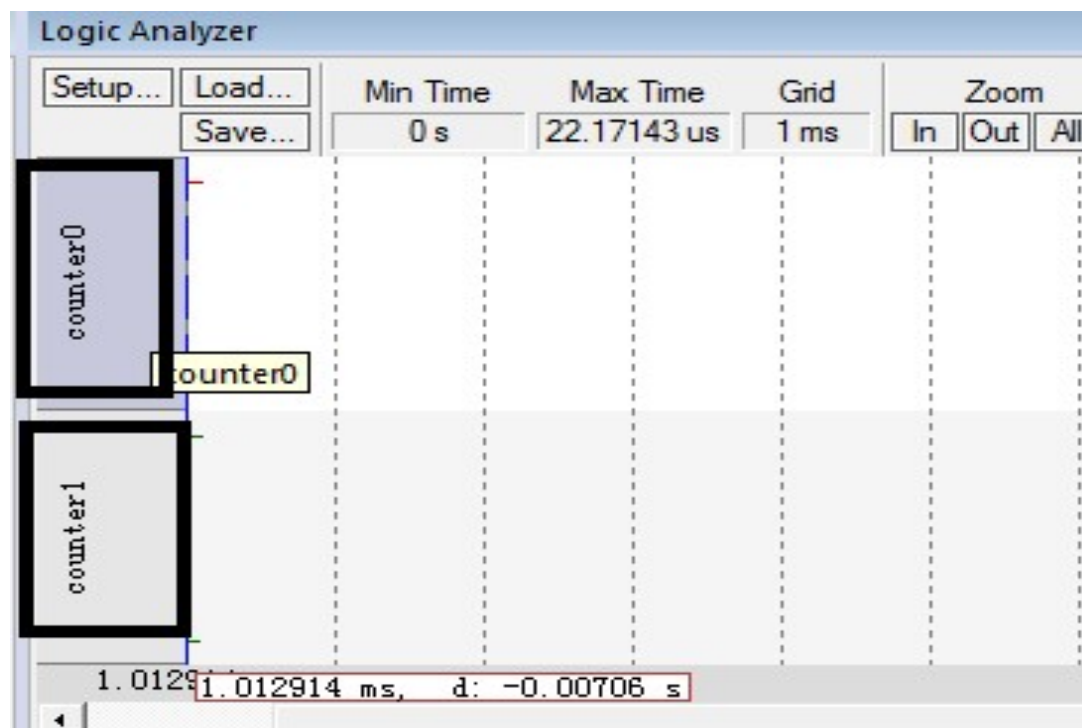 Logic Analyzer
Setup... Load... Min Time Max Time Grid Zoom
Save... 0 s 22.17143 us 1 ms In Out All
counter0
counter0
counter1
1.012914 ms, d: -0.00706 s